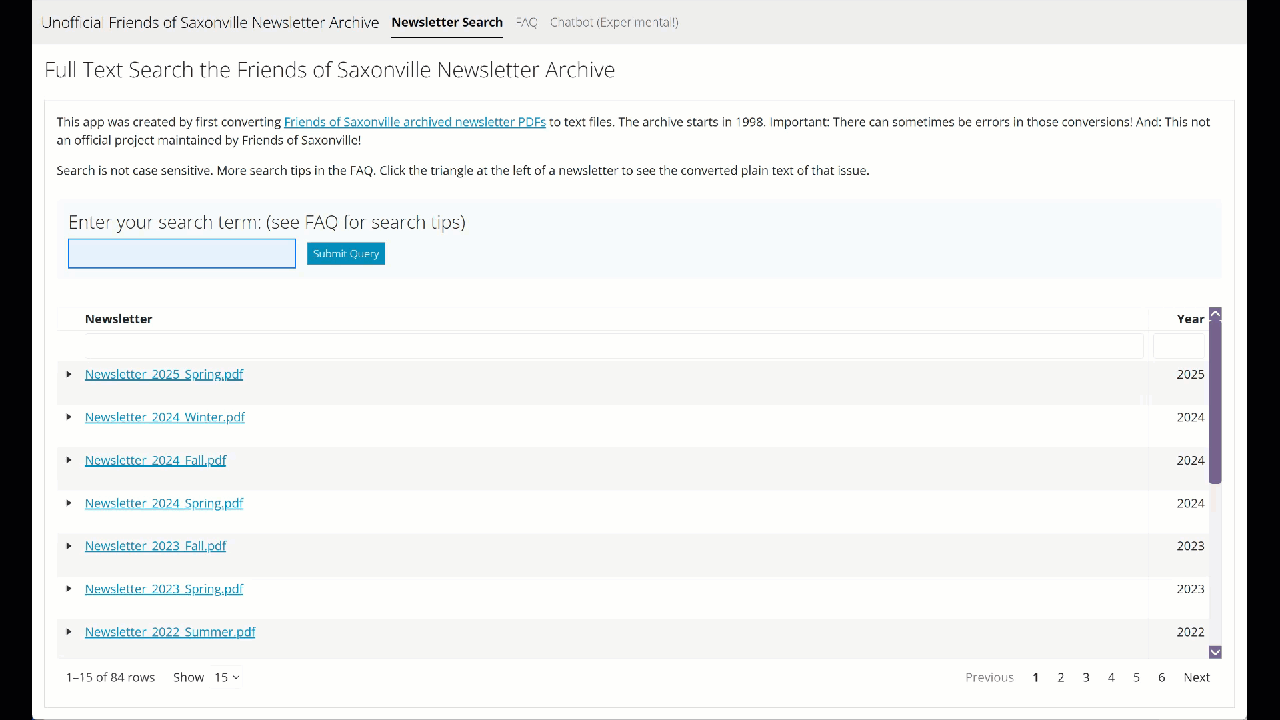 Unofficial Friends of Saxonville Newsletter Archive Newsletter Search FAQ Chatbot (Experimental!)
Full Text Search the Friends of Saxonville Newsletter Archive
This app was created by first converting Friends of Saxonville archived newsletter PDFs to text files. The archive starts in 1998. Important: There can sometimes be errors in those conversions! And: This not
an official project maintained by Friends of Saxonville!
Search is not case sensitive. More search tips in the FAQ. Click the triangle at the left of a newsletter to see the converted plain text of that issue.
Enter your search term: (see FAQ for search tips)
Submit Query
Newsletter Year
Newsletter_2025_Spring.pdf 2025
Newsletter_2024_Winter.pdf 2024
Newsletter_2024_Fall.pdf 2024
Newsletter_2024_Spring.pdf 2024
Newsletter_2023_Fall.pdf 2023
Newsletter_2023_Spring.pdf 2023
Newsletter_2022_Summer.pdf 2022
1–15 of 84 rows Show 15 Previous 1 2 3 4 5 6 Next